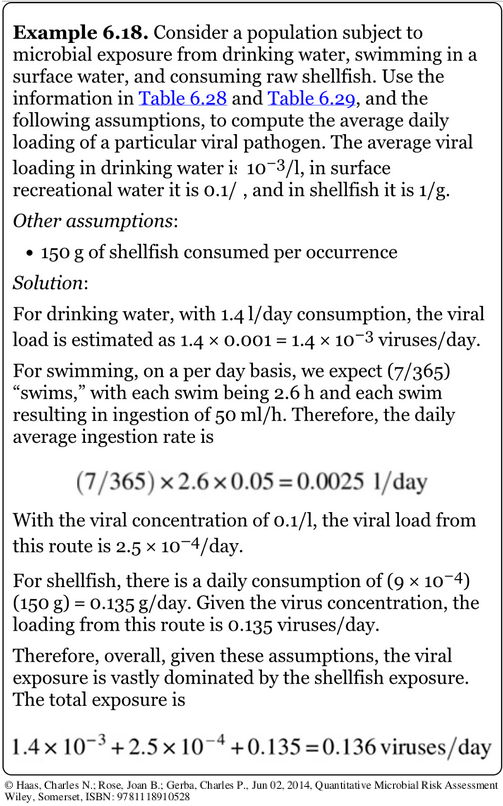 Example 6.18. Consider a population subject to
microbial exposure from drinking water, swimming in a
surface water, and consuming raw shellfish. Use the
information in Table 6.28 and Table 6.29, and the
following assumptions, to compute the average daily
loading of a particular viral pathogen. The average viral
loading in drinking water is 10⁻³/l, in surface
recreational water it is 0.1/ , and in shellfish it is 1/g.
Other assumptions:
• 150 g of shellfish consumed per occurrence
Solution:
For drinking water, with 1.4 l/day consumption, the viral
load is estimated as 1.4 × 0.001 = 1.4 × 10⁻³ viruses/day.
For swimming, on a per day basis, we expect (7/365)
“swims,” with each swim being 2.6 h and each swim
resulting in ingestion of 50 ml/h. Therefore, the daily
average ingestion rate is
(7/365) × 2.6 × 0.05 = 0.0025 l/day
With the viral concentration of 0.1/l, the viral load from
this route is 2.5 × 10⁻⁴/day.
For shellfish, there is a daily consumption of (9 × 10⁻⁴)
(150 g) = 0.135 g/day. Given the virus concentration, the
loading from this route is 0.135 viruses/day.
Therefore, overall, given these assumptions, the viral
exposure is vastly dominated by the shellfish exposure.
The total exposure is
1.4 × 10⁻³ + 2.5 × 10⁻⁴ + 0.135 = 0.136 viruses/day
© Haas, Charles N.; Rose, Joan B.; Gerba, Charles P., Jun 02, 2014, Quantitative Microbial Risk Assessment
Wiley, Somerset, ISBN: 9781118910528